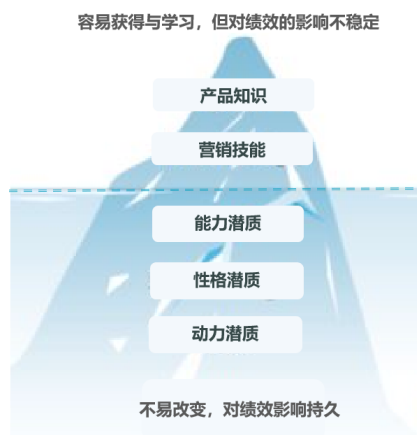 容易获得与学习，但对绩效的影响不稳定
产品知识
营销技能
能力潜质
性格潜质
动力潜质
不易改变，对绩效影响持久